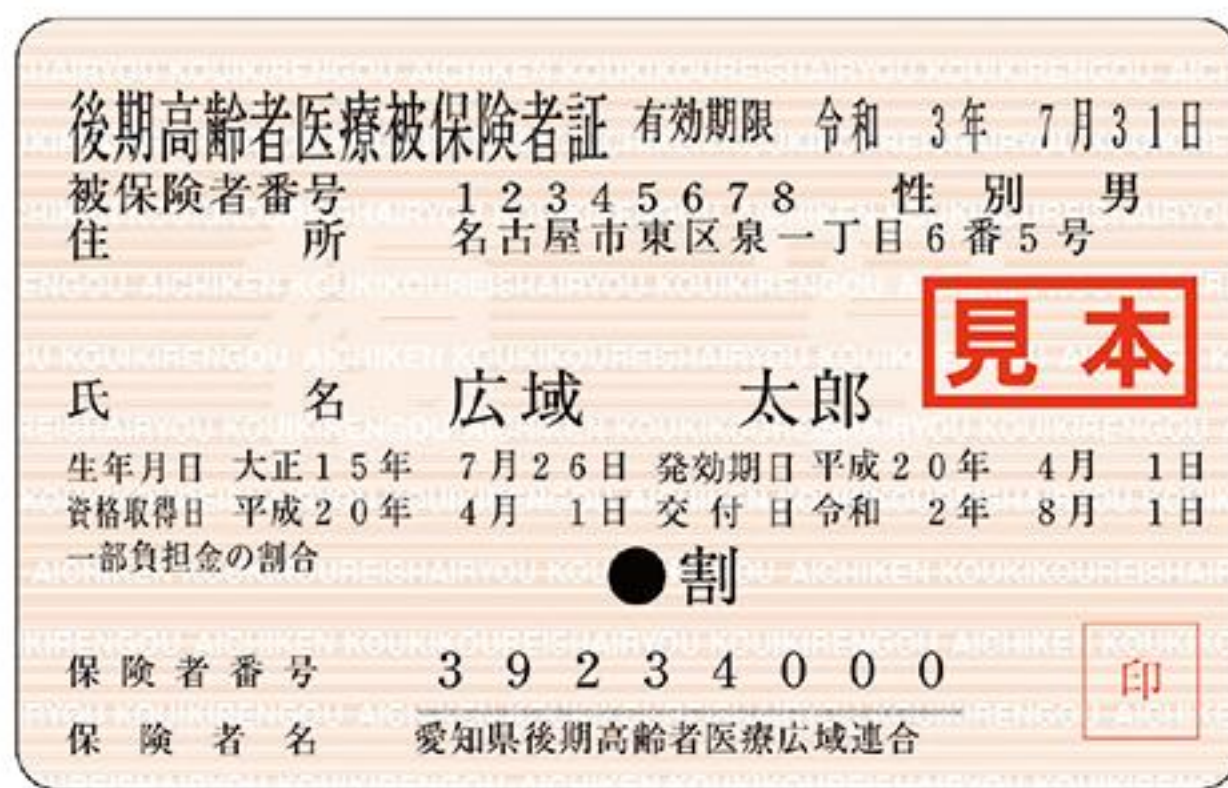 後期高齢者医療被保険者証 有効期限 令和 3年 7月31日
被保険者番号 12345678 性別 男
住所 名古屋市東区泉一丁目6番5号
見本
氏名 広域 太郎
生年月日 大正15年 7月26日 発効期日 平成20年 4月 1日
資格取得日 平成20年 4月 1日 交付日 令和 2年 8月 1日
一部負担金の割合
●割
保険者番号 39234000
印
保険者名 愛知県後期高齢者医療広域連合